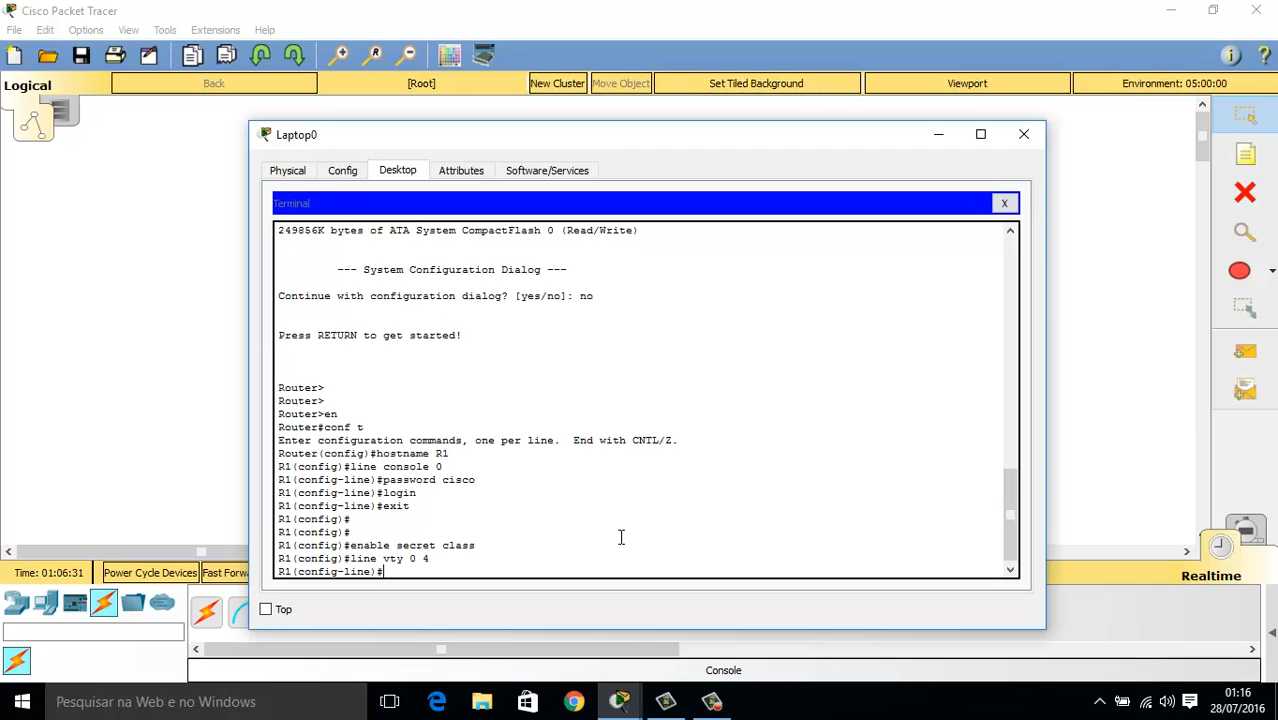 Cisco Packet Tracer
File Edit Options View Tools Extensions Help
Logical Back [Root] New Cluster Move Object Set Tiled Background Viewport Environment: 05:00:00
Laptop0
Physical Config Desktop Attributes Software/Services
Terminal X
249856K bytes of ATA System CompactFlash 0 (Read/Write)
--- System Configuration Dialog ---
Continue with configuration dialog? [yes/no]: no
Press RETURN to get started!
Router>
Router>
Router>en
Router#conf t
Enter configuration commands, one per line. End with CNTL/Z.
Router(config)#hostname R1
R1(config)#line console 0
R1(config-line)#password cisco
R1(config-line)#login
R1(config-line)#exit
R1(config)#
R1(config)#
R1(config)#enable secret class
R1(config)#line vty 0 4
R1(config-line)#
Time: 01:06:31 Power Cycle Devices Fast Forw Realtime
Top
Console
Pesquisar na Web e no Windows
01:16
28/07/2016